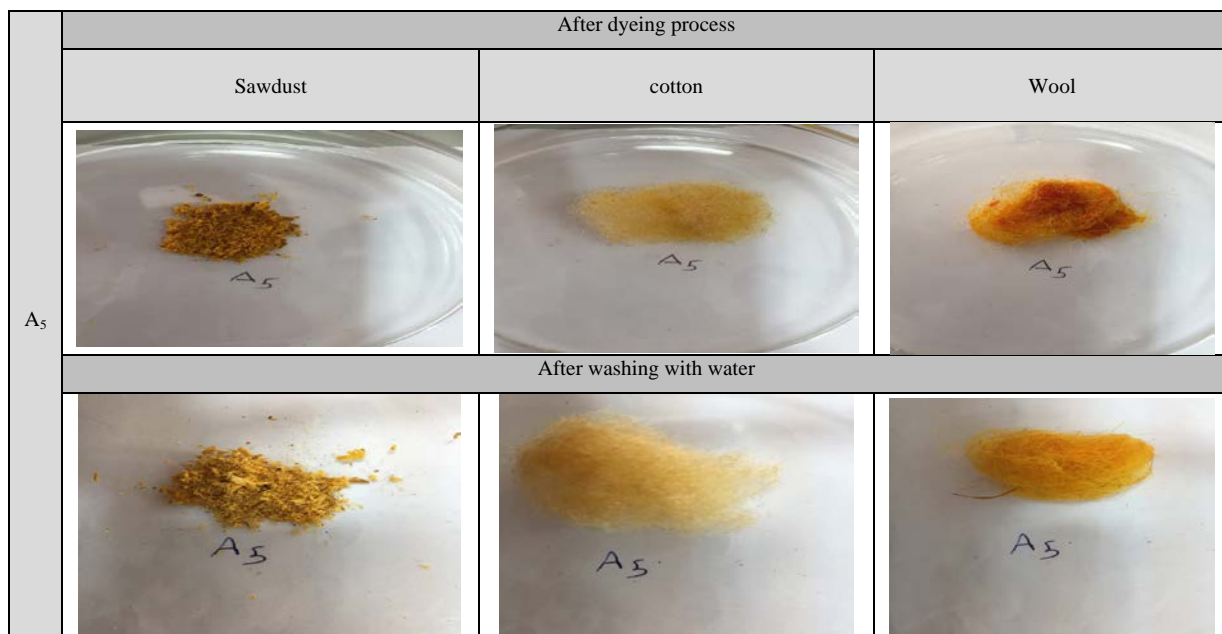 After dyeing process
Sawdust
cotton
Wool
A5
A5
A5
A₅
After washing with water
A5
A5
A5